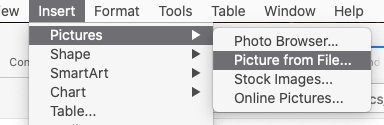 Insert Format Tools Table Window Help
Pictures
Shape
SmartArt
Chart
Table...
Photo Browser...
Picture from File...
Stock Images...
Online Pictures...